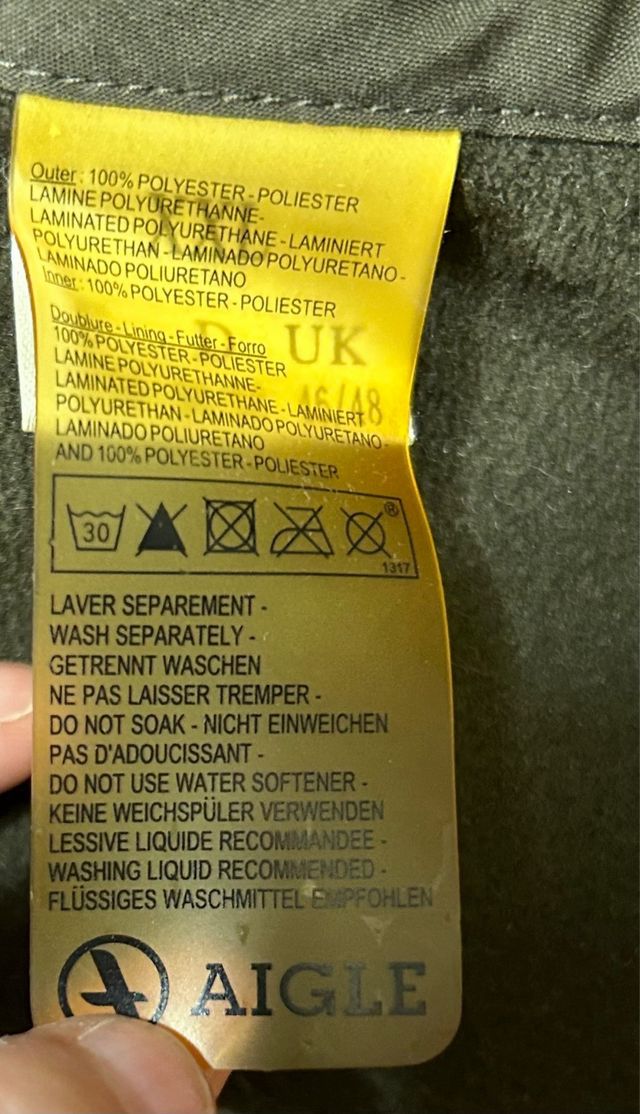 Outer : 100% POLYESTER - POLIESTER
LAMINE POLYURETHANNE-
LAMINATED POLYURETHANE - LAMINIERT
POLYURETHAN - LAMINADO POLYURETANO -
LAMINADO POLIURETANO
Inner : 100% POLYESTER - POLIESTER
Doublure - Lining - Futter - Forro
100% POLYESTER - POLIESTER
LAMINE POLYURETHANNE-
LAMINATED POLYURETHANE - LAMINIERT
POLYURETHAN - LAMINADO POLYURETANO -
LAMINADO POLIURETANO
AND 100% POLYESTER - POLIESTER
UK
46/48
30
®
1317
LAVER SEPAREMENT -
WASH SEPARATELY -
GETRENNT WASCHEN
NE PAS LAISSER TREMPER -
DO NOT SOAK - NICHT EINWEICHEN
PAS D'ADOUCISSANT -
DO NOT USE WATER SOFTENER -
KEINE WEICHSPÜLER VERWENDEN
LESSIVE LIQUIDE RECOMMANDEE -
WASHING LIQUID RECOMMENDED -
FLÜSSIGES WASCHMITTEL EMPFOHLEN
AIGLE